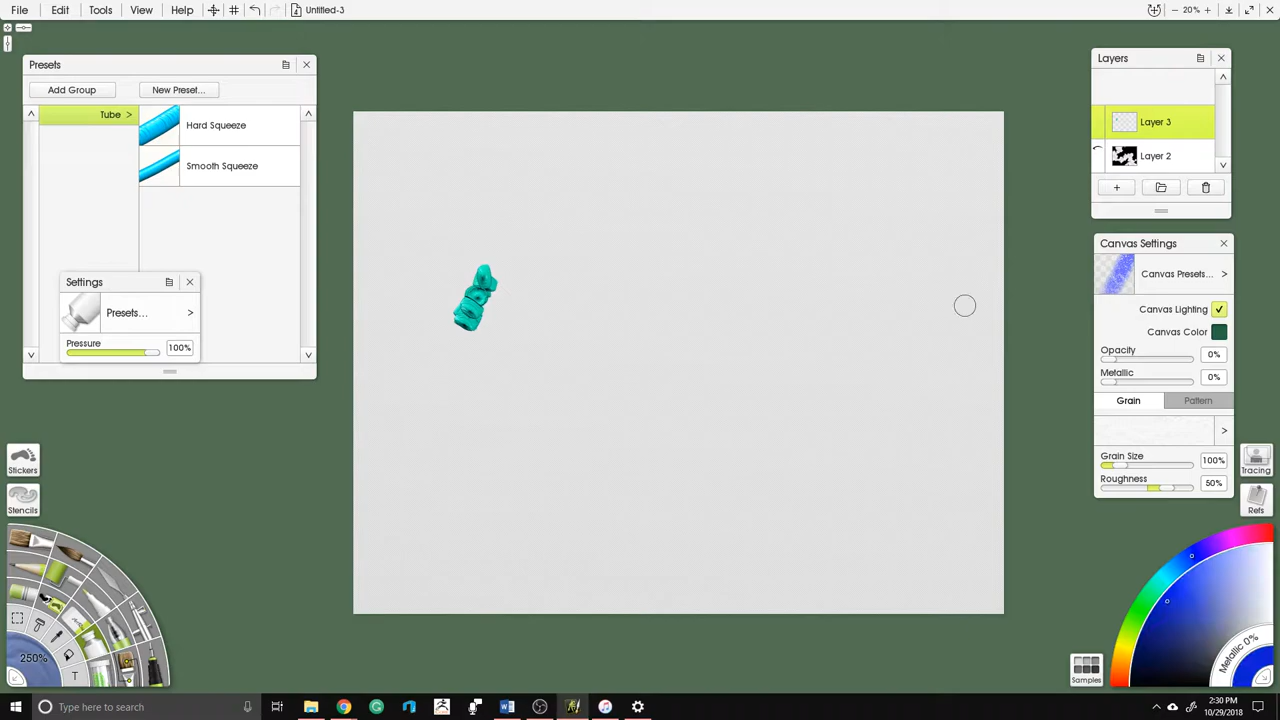 File Edit Tools View Untitled-3 20% +
Presets
Add Group New Preset...
Tube >
Hard Squeeze
Smooth Squeeze
Settings
Presets... >
Pressure
100%
Layers
Layer 3
Layer 2
Canvas Settings
Canvas Presets... >
Canvas Lighting
Canvas Color
Opacity
0%
Metallic
0%
Grain Pattern
>
Grain Size
100%
Roughness
50%
Stickers
Stencils
Tracing
Refs
250%
T
Samples
Metallic 0%
Type here to search
2:30 PM
10/29/2018